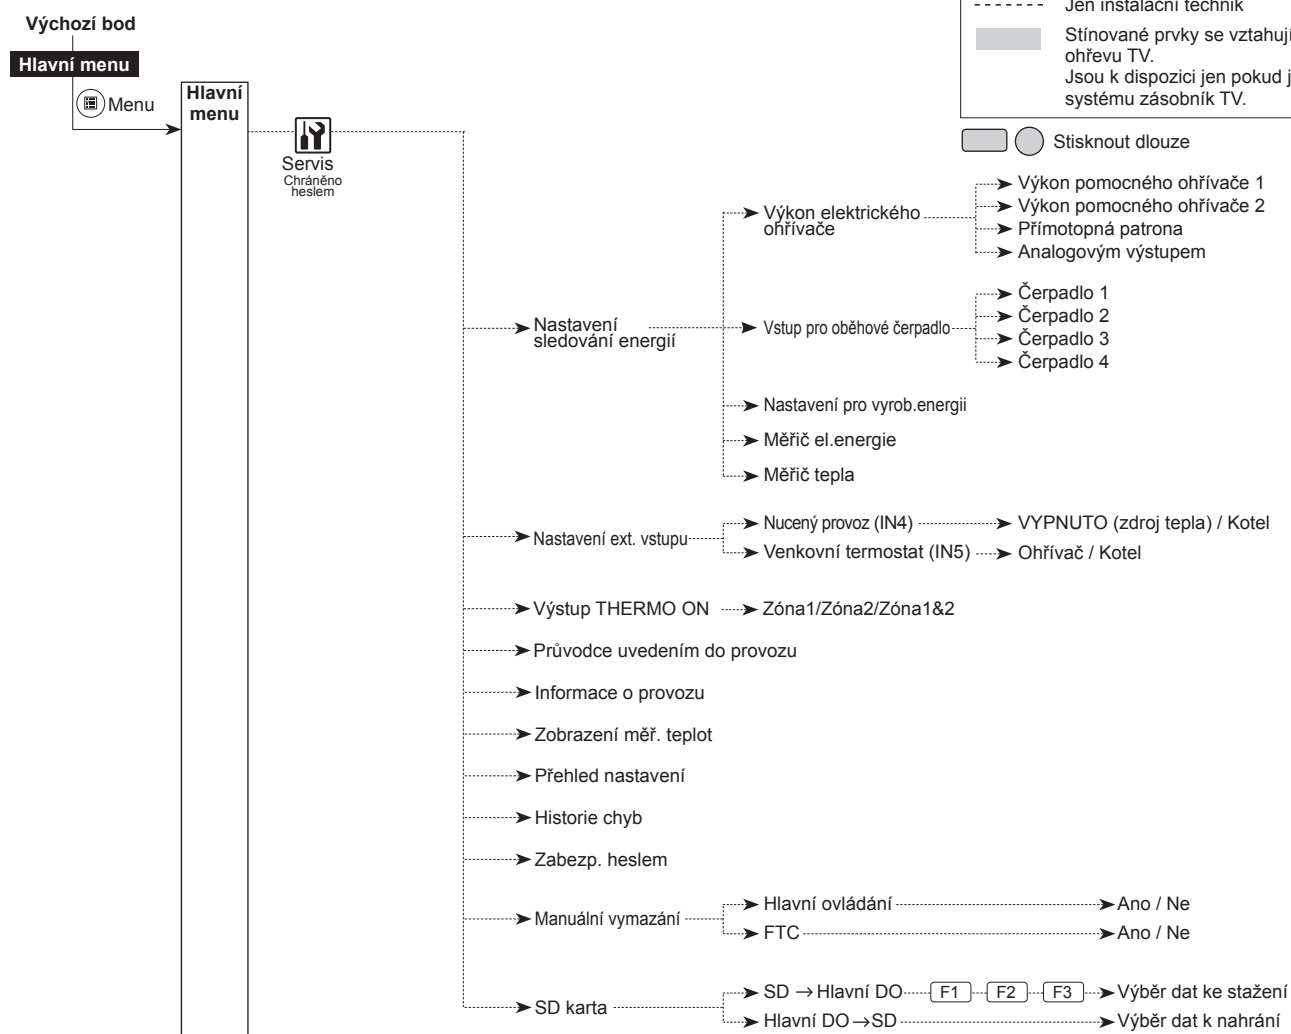 Výchozí bod
Hlavní menu
Menu
Hlavní
menu
Servis
Chráněno
heslem
Jen instalační technik
Stínované prvky se vztahují
ohřevu TV.
Jsou k dispozici jen pokud j
systému zásobník TV.
Stisknout dlouze
Nastavení
sledování energií
Výkon elektrického
ohřívače
Výkon pomocného ohřívače 1
Výkon pomocného ohřívače 2
Přímotopná patrona
Analogovým výstupem
Vstup pro oběhové čerpadlo
Čerpadlo 1
Čerpadlo 2
Čerpadlo 3
Čerpadlo 4
Nastavení pro vyrob.energii
Měřič el.energie
Měřič tepla
Nastavení ext. vstupu
Nucený provoz (IN4)
VYPNUTO (zdroj tepla) / Kotel
Venkovní termostat (IN5)
Ohřívač / Kotel
Výstup THERMO ON
Zóna1/Zóna2/Zóna1&2
Průvodce uvedením do provozu
Informace o provozu
Zobrazení měř. teplot
Přehled nastavení
Historie chyb
Zabezp. heslem
Manuální vymazání
Hlavní ovládání
Ano / Ne
FTC
Ano / Ne
SD karta
SD → Hlavní DO
F1
F2
F3
Výběr dat ke stažení
Hlavní DO → SD
Výběr dat k nahrání